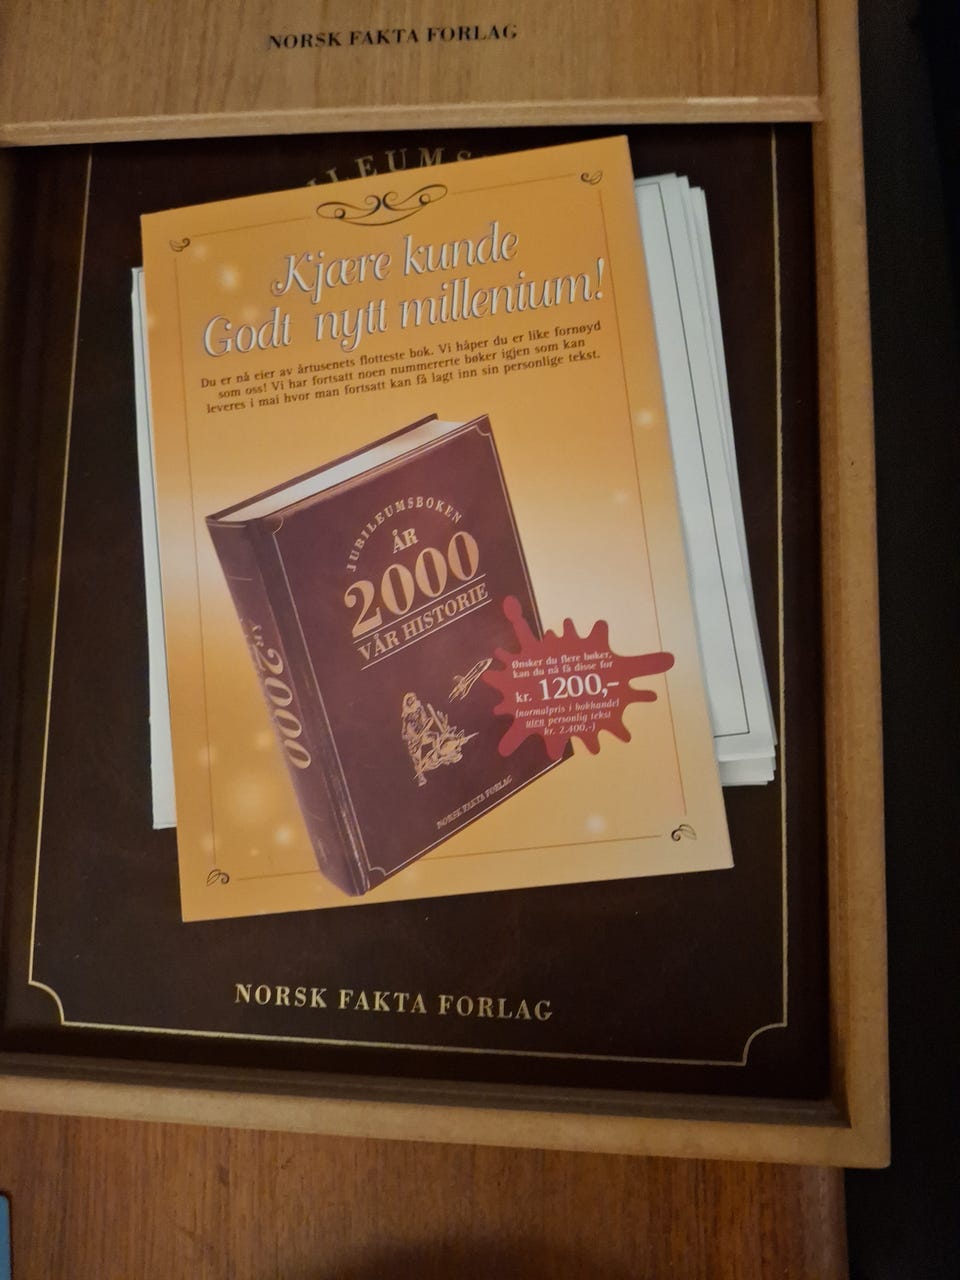 NORSK FAKTA FORLAG
Kjære kunde
Godt nytt millenium!
Du er nå eier av årtusenets flotteste bok. Vi håper du er like fornøyd
som oss! Vi har fortsatt noen nummererte bøker igjen som kan
leveres i mai hvor man fortsatt kan få lagt inn sin personlige tekst.
JUBILEUMSBOKEN
ÅR
2000
VÅR HISTORIE
ÅR 2000
Ønsker du flere bøker,
kan du nå få disse for
kr. 1200,-
(normalpris i bokhandel
uten personlig tekst
kr. 2.400,-)
NORSK FAKTA FORLAG
NORSK FAKTA FORLAG